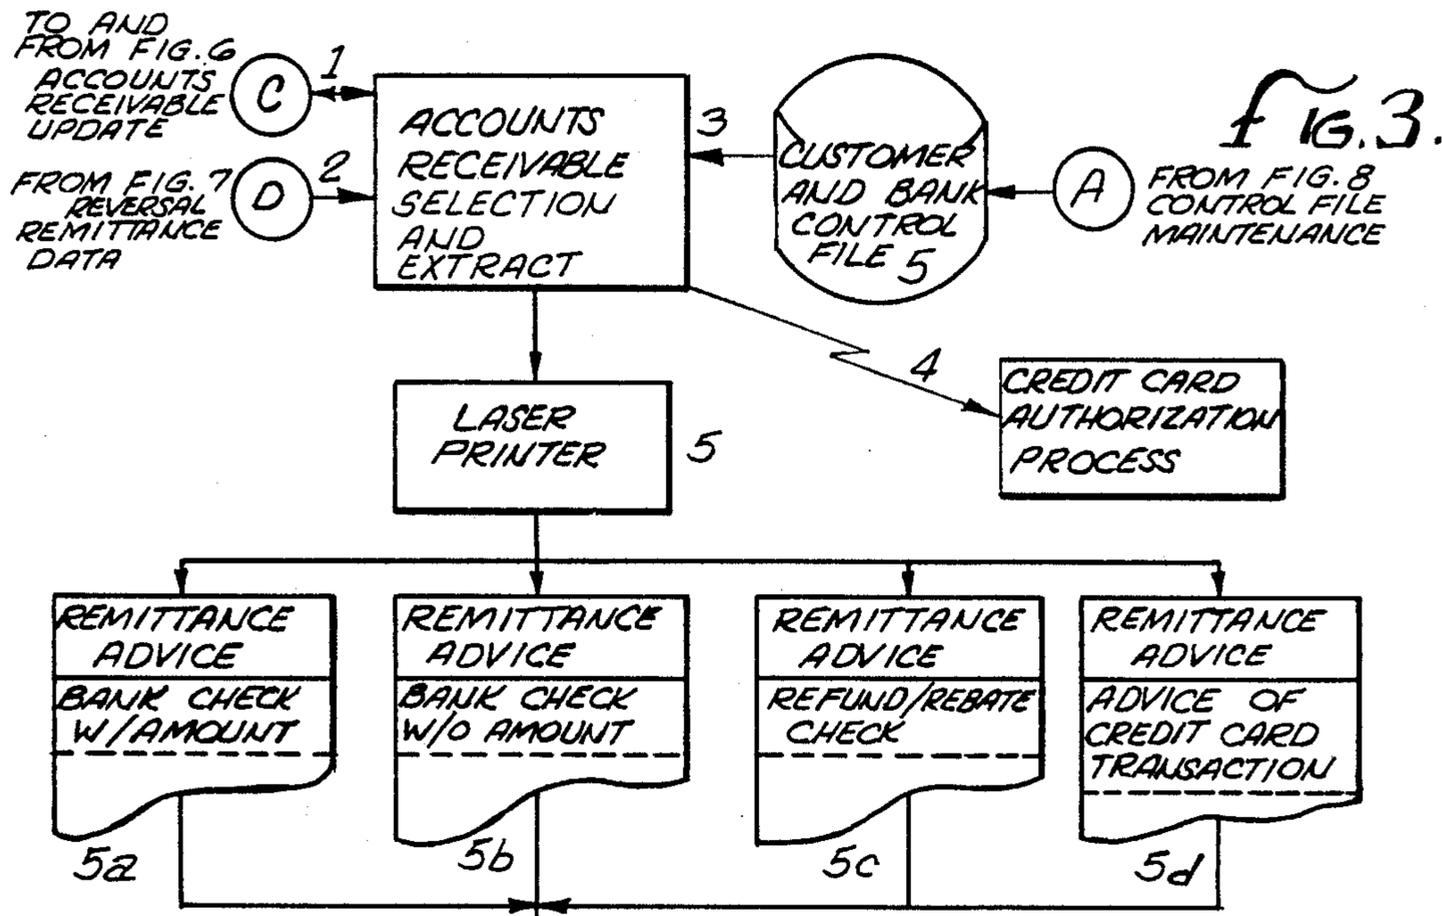 TO AND
FROM FIG. 6
ACCOUNTS
RECEIVABLE
UPDATE
C
1
FROM FIG. 7
REVERSAL
REMITTANCE
DATA
D
2
ACCOUNTS
RECEIVABLE
SELECTION
AND
EXTRACT
3
CUSTOMER
AND BANK
CONTROL
FILE 5
A
FROM FIG. 8
CONTROL FILE
MAINTENANCE
FIG. 3.
4
CREDIT CARD
AUTHORIZATION
PROCESS
LASER
PRINTER
5
REMITTANCE
ADVICE
BANK CHECK
W/AMOUNT
5a
REMITTANCE
ADVICE
BANK CHECK
W/O AMOUNT
5b
REMITTANCE
ADVICE
REFUND/REBATE
CHECK
5c
REMITTANCE
ADVICE
ADVICE OF
CREDIT CARD
TRANSACTION
5d